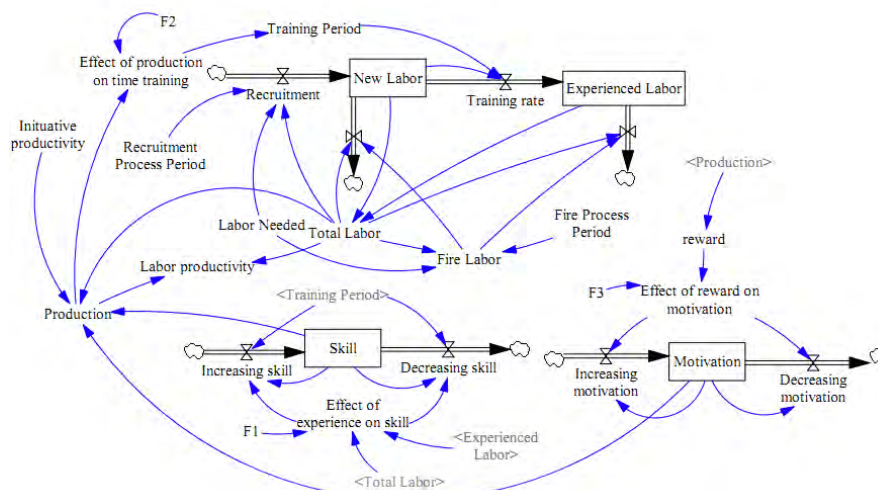 F2
Training Period
Effect of production
on time training
New Labor
Recruitment
Training rate
Experienced Labor
Inituative
productivity
Recruitment
Process Period
<Production>
Labor Needed
Total Labor
Fire Labor
Fire Process
Period
reward
Labor productivity
<Training Period>
F3
Effect of reward on
motivation
Production
Skill
Increasing skill
Decreasing skill
Motivation
Increasing
motivation
Decreasing
motivation
Effect of
experience on skill
F1
<Experienced
Labor>
<Total Labor>